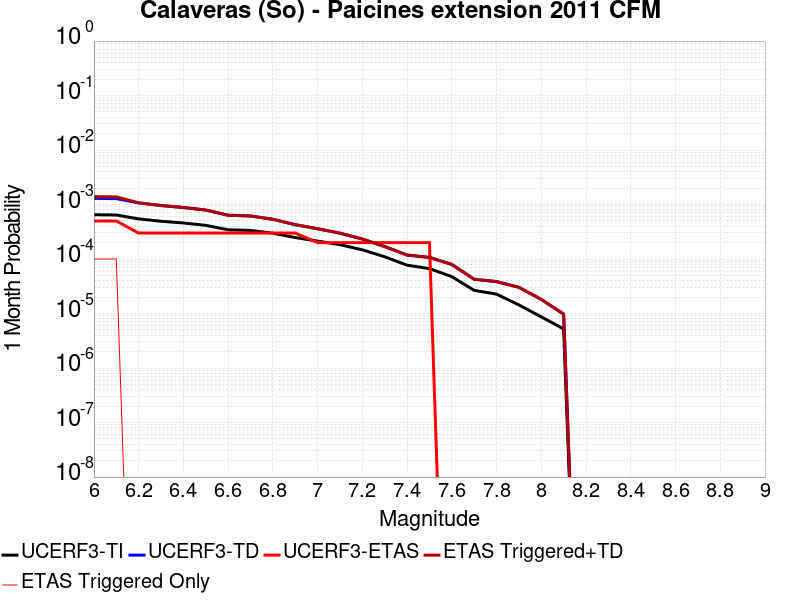 Calaveras (So) - Paicines extension 2011 CFM
10^0
10^-1
10^-2
10^-3
10^-4
10^-5
10^-6
10^-7
10^-8
1 Month Probability
6 6.2 6.4 6.6 6.8 7 7.2 7.4 7.6 7.8 8 8.2 8.4 8.6 8.8 9
Magnitude
UCERF3-TI UCERF3-TD UCERF3-ETAS ETAS Triggered+TD
ETAS Triggered Only